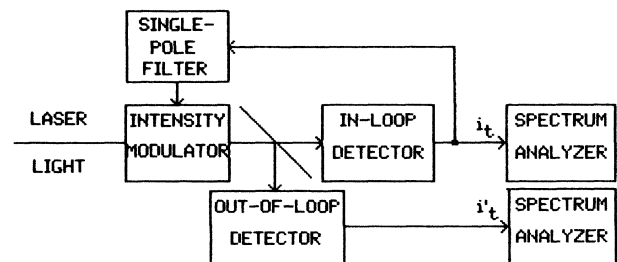 SINGLE-
POLE
FILTER
LASER
LIGHT
INTENSITY
MODULATOR
IN-LOOP
DETECTOR
i_t
SPECTRUM
ANALYZER
OUT-OF-LOOP
DETECTOR
i'_t
SPECTRUM
ANALYZER